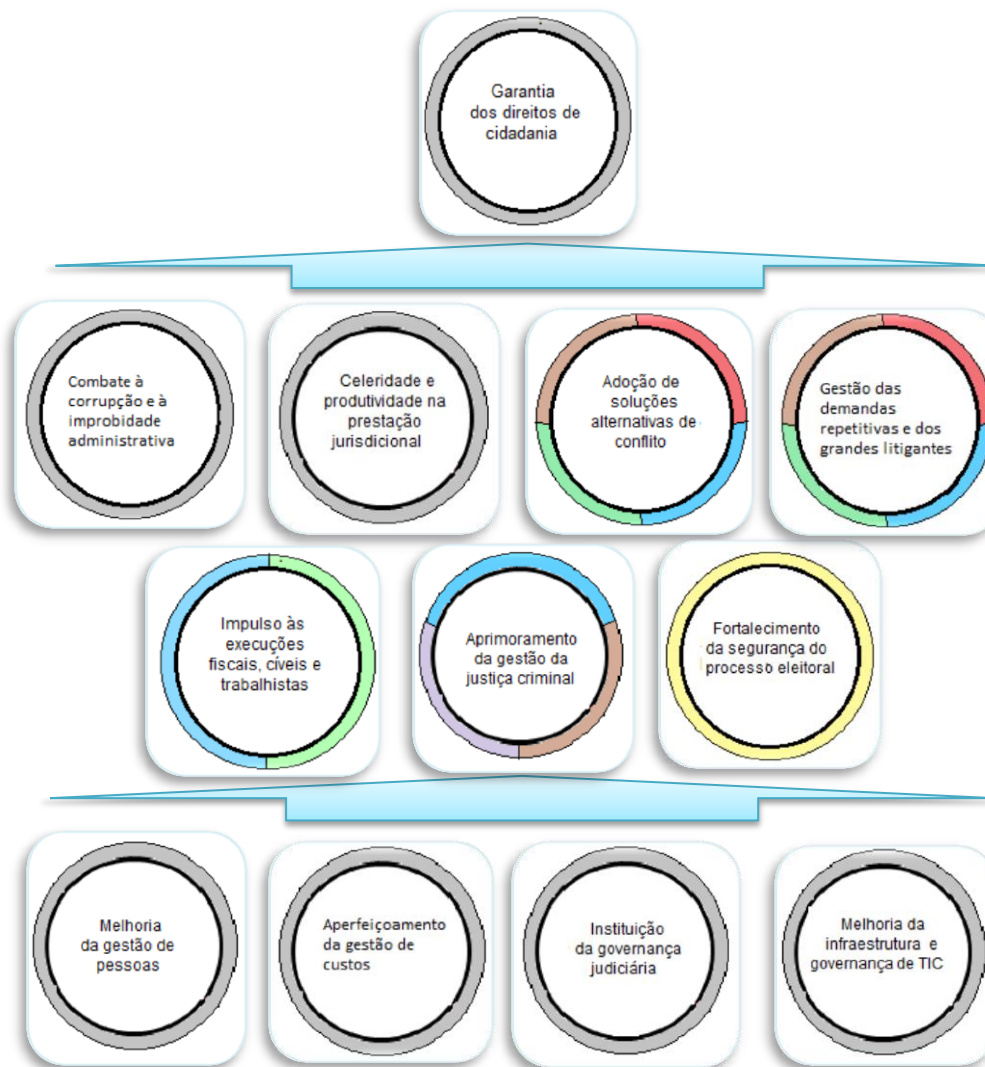 Garantia
dos direitos de
cidadania
Combate à
corrupção e à
improbidade
administrativa
Celeridade e
produtividade na
prestação
jurisdicional
Adoção de
soluções
alternativas de
conflito
Gestão das
demandas
repetitivas e dos
grandes litigantes
Impulso às
execuções
fiscais, cíveis e
trabalhistas
Aprimoramento
da gestão da
justiça criminal
Fortalecimento
da segurança do
processo eleitoral
Melhoria
da gestão de
pessoas
Aperfeiçoamento
da gestão de
custos
Instituição
da governança
judiciária
Melhoria da
infraestrutura e
governança de TIC